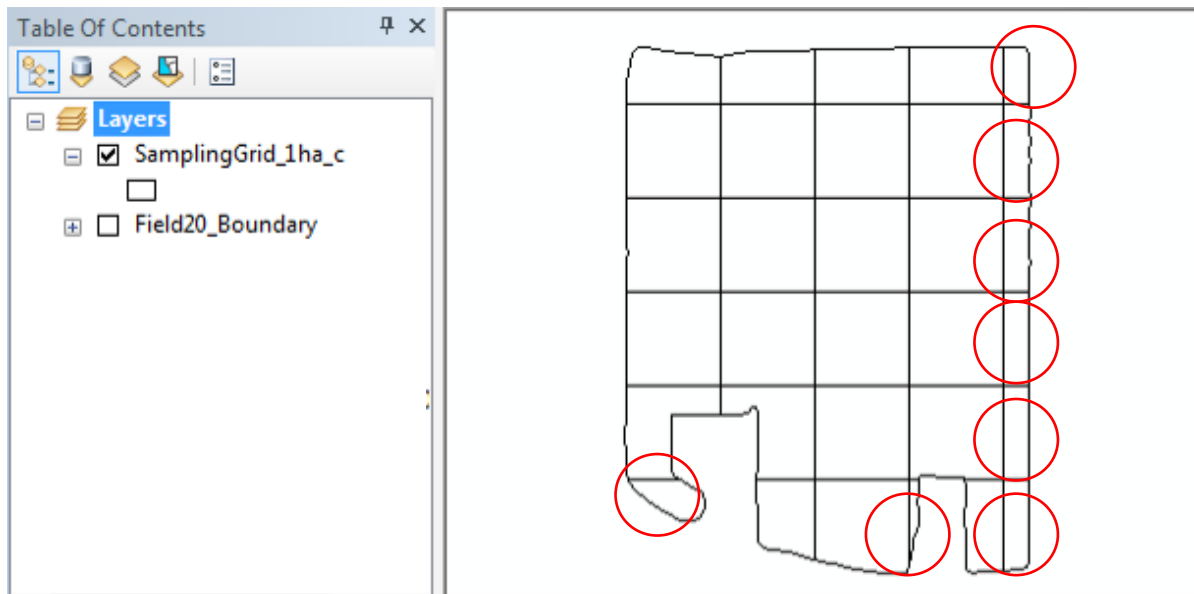 Table Of Contents
Layers
SamplingGrid_1ha_c
Field20_Boundary